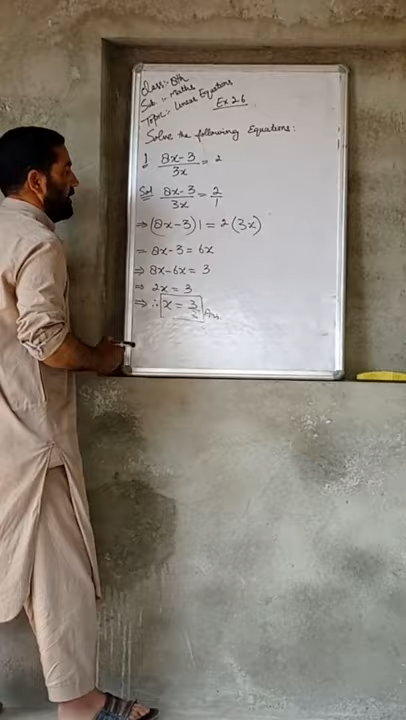 Class:- 8th
Sub:- Maths
Topic:- Linear Equations
Ex 2.6
Solve the following Equations:
1 8x-3/3x = 2
Sol 8x-3/3x = 2/1
⇒ (8x-3)1 = 2(3x)
= 8x-3 = 6x
⇒ 8x-6x = 3
⇒ 2x = 3
⇒ ∴ x = 3/2 Ans.